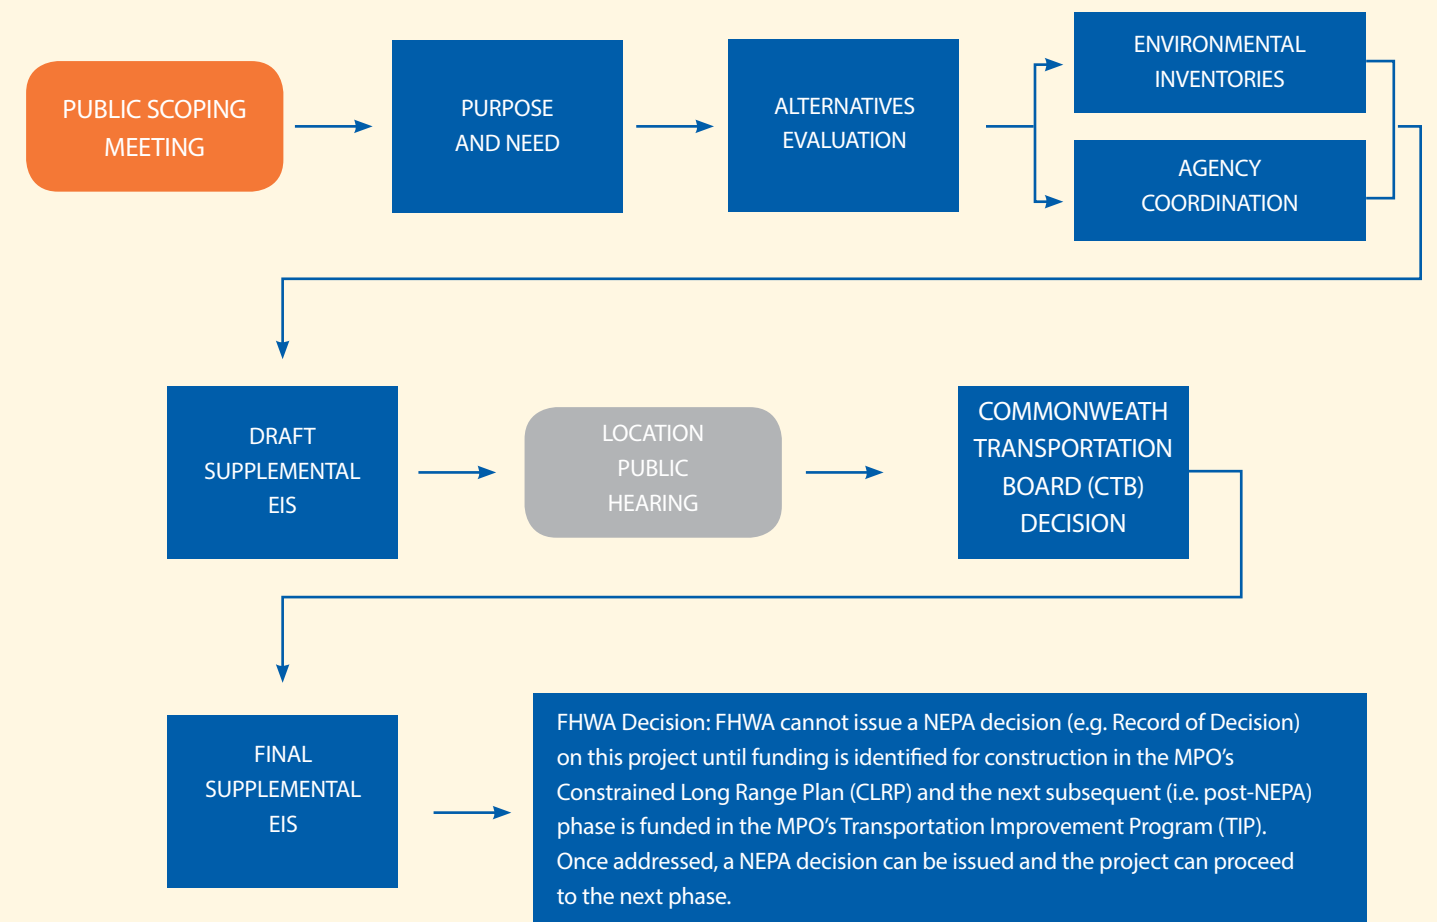 PUBLIC SCOPING
MEETING
PURPOSE
AND NEED
ALTERNATIVES
EVALUATION
ENVIRONMENTAL
INVENTORIES
AGENCY
COORDINATION
DRAFT
SUPPLEMENTAL
EIS
LOCATION
PUBLIC
HEARING
COMMONWEATH
TRANSPORTATION
BOARD (CTB)
DECISION
FINAL
SUPPLEMENTAL
EIS
FHWA Decision: FHWA cannot issue a NEPA decision (e.g. Record of Decision)
on this project until funding is identified for construction in the MPO’s
Constrained Long Range Plan (CLRP) and the next subsequent (i.e. post-NEPA)
phase is funded in the MPO’s Transportation Improvement Program (TIP).
Once addressed, a NEPA decision can be issued and the project can proceed
to the next phase.